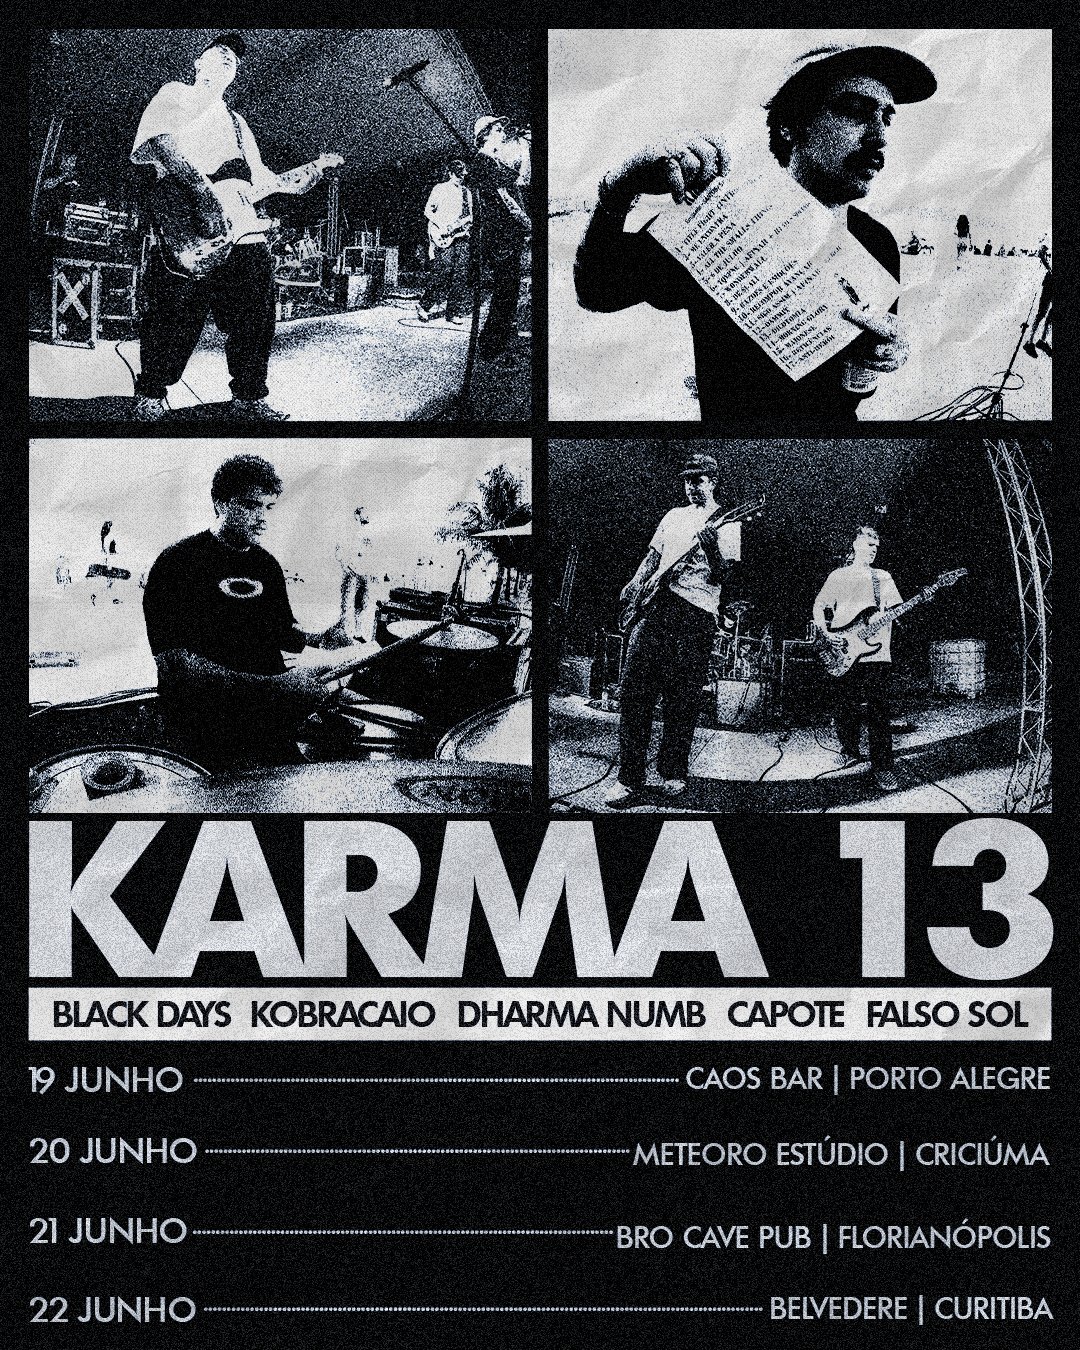 KARMA 13
BLACK DAYS KOBRACAIO DHARMA NUMB CAPOTE FALSO SOL
19 JUNHO CAOS BAR | PORTO ALEGRE
20 JUNHO METEORO ESTÚDIO | CRICIÚMA
21 JUNHO BRO CAVE PUB | FLORIANÓPOLIS
22 JUNHO BELVEDERE | CURITIBA